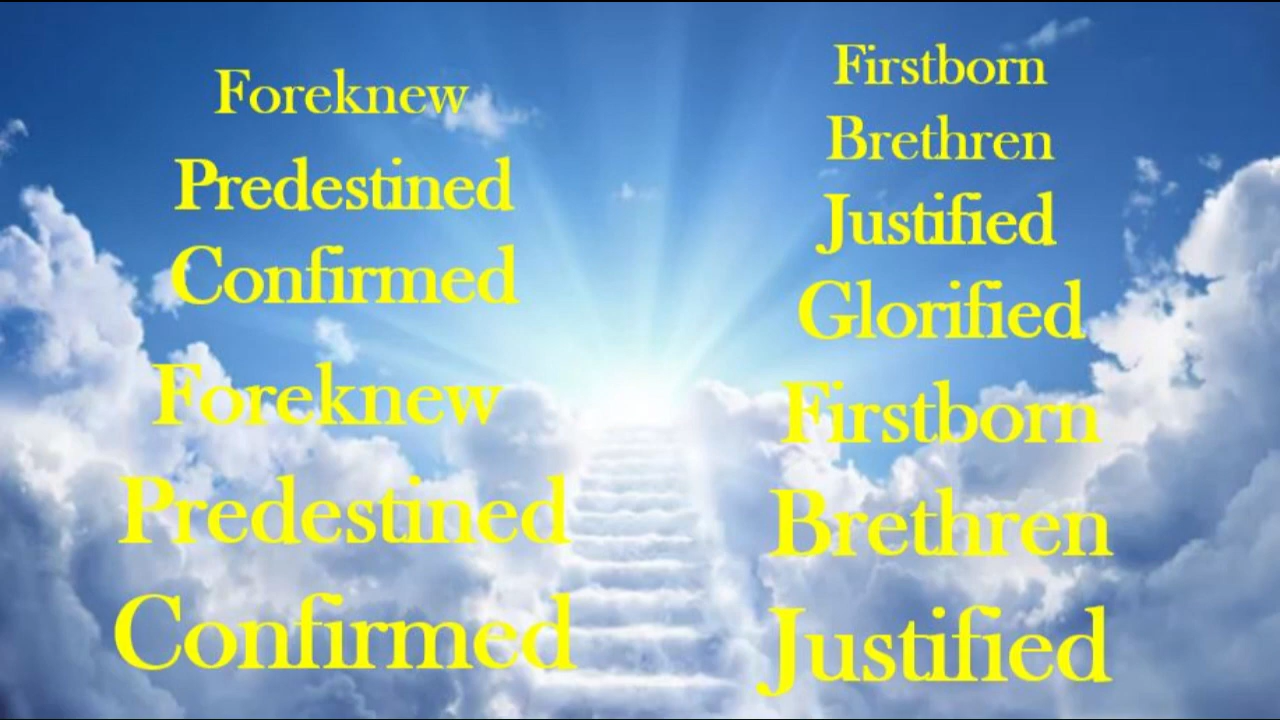 Foreknew
Predestined
Confirmed
Foreknew
Predestined
Confirmed
Firstborn
Brethren
Justified
Glorified
Firstborn
Brethren
Justified